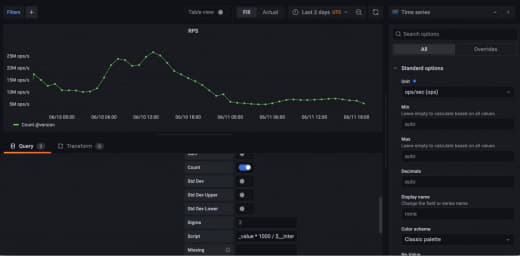 Filters
Table view
Fill
Actual
Last 2 days UTC
Time series
RPS
25M ops/s
20M ops/s
15M ops/s
10M ops/s
5M ops/s
06/10 00:00
06/10 06:00
06/10 12:00
06/10 18:00
06/11 00:00
06/11 06:00
06/11 12:00
06/11 18:00
Count @version
Query
Transform
0
Count
Std Dev
Std Dev Upper
Std Dev Lower
Sigma
3
Script
_value * 1000 / $__inter
Missing
Search options
All
Overrides
Standard options
Unit
ops/sec (ops)
Min
Leave empty to calculate based on all values
auto
Max
Leave empty to calculate based on all values
auto
Decimals
auto
Display name
Change the field or series name
none
Color scheme
Classic palette
No Value